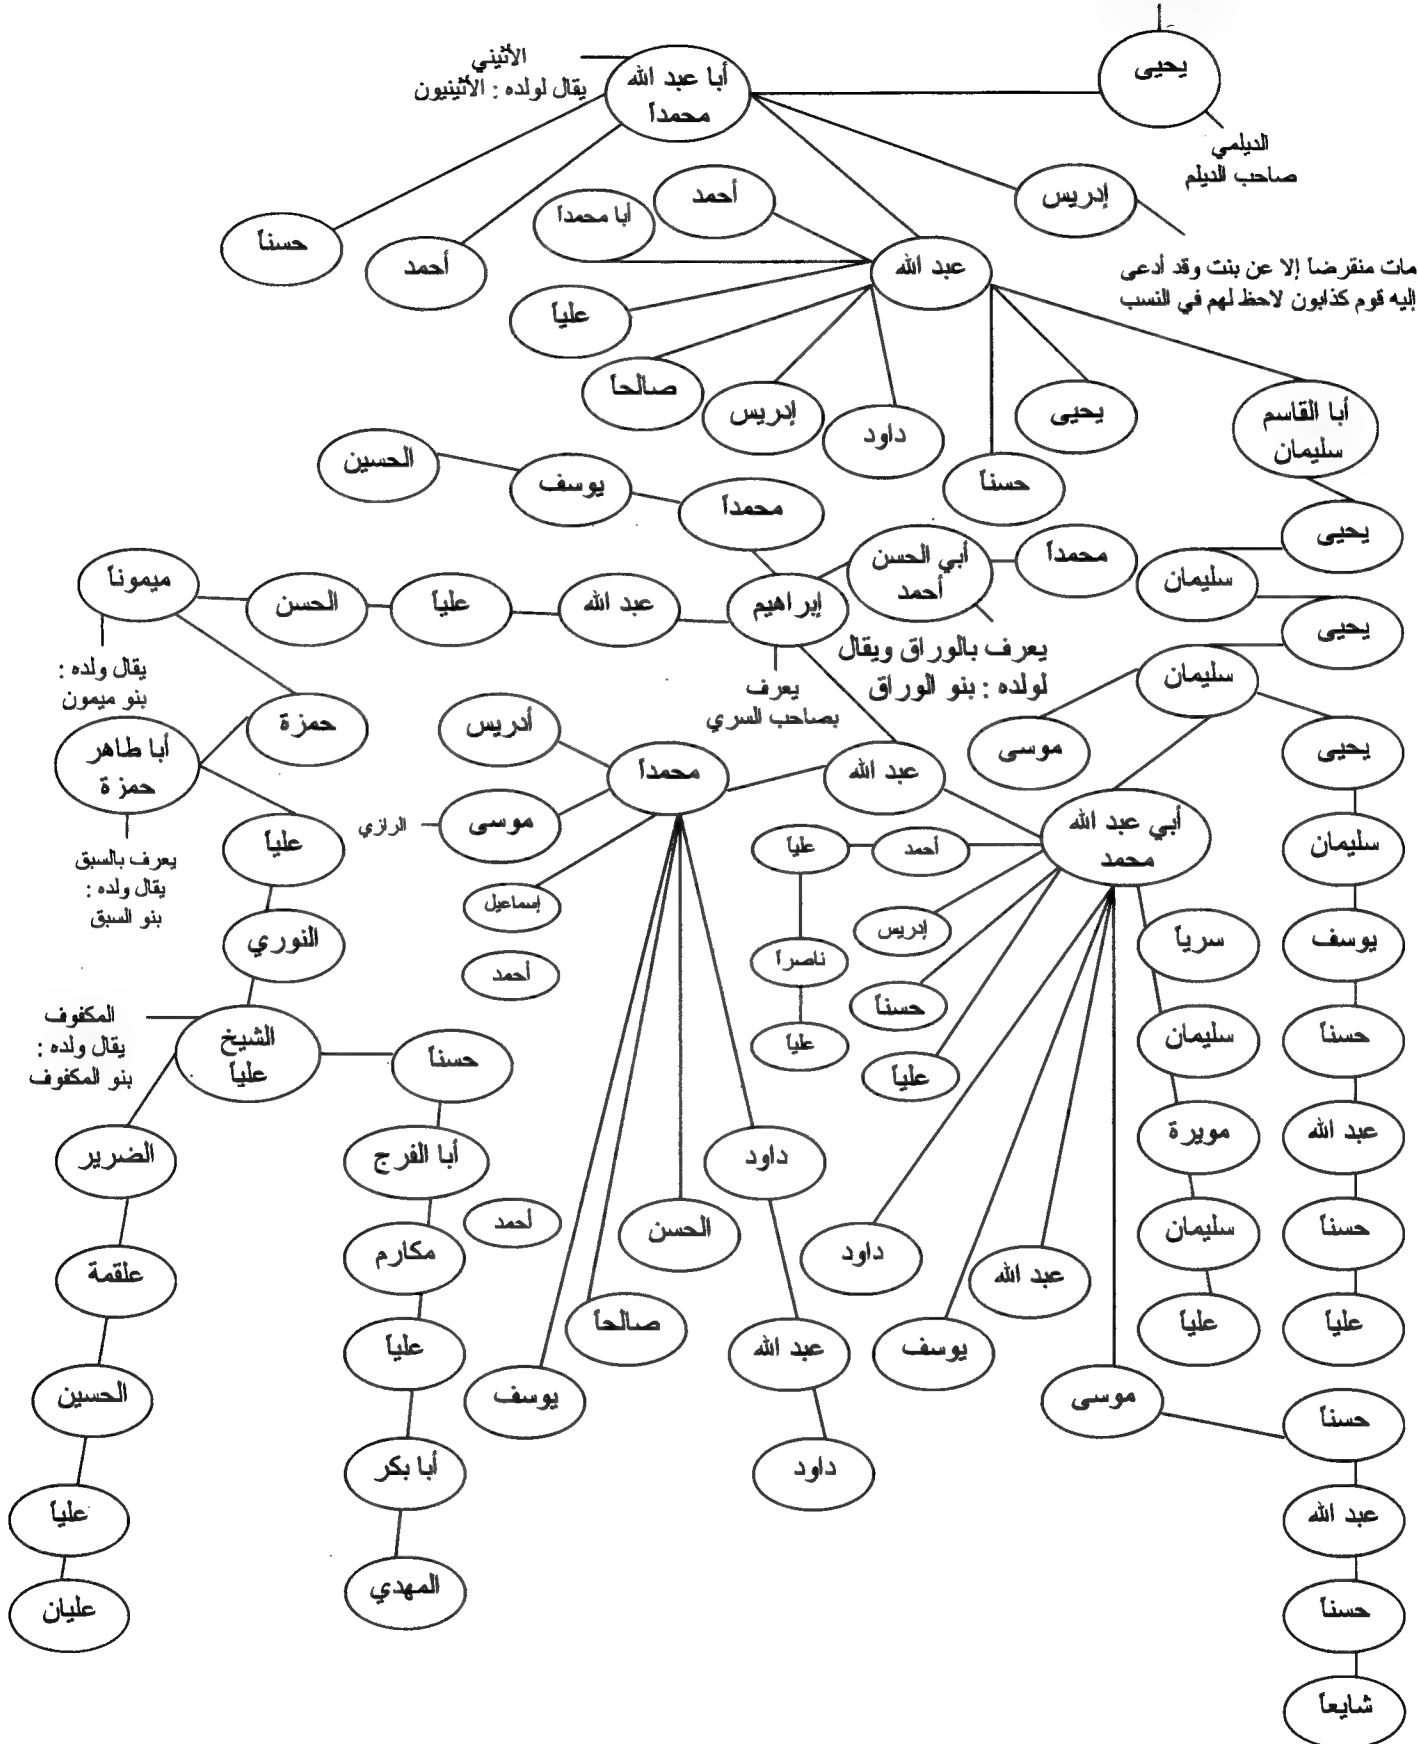 الأثيني
يقال لولده : الأثينيون
أبا عبد الله
محمداً
يحيى
الديلمي
صاحب الديلم
إدريس
مات منقرضاً إلا عن بنت وقد أدعى
إليه قوم كذابون لاحظ لهم في النسب
حسناً
أحمد
أبا محمداً
أحمد
عبد الله
علياً
صالحاً
إدريس
داود
حسناً
يحيى
أبا القاسم
سليمان
الحسين
يوسف
محمداً
أبي الحسن
أحمد
محمداً
يحيى
سليمان
يحيى
سليمان
ميموناً
الحسن
علياً
عبد الله
إبراهيم
يقال ولده :
بنو ميمون
يعرف
بصاحب السري
يعرف بالوراق ويقال
لولده : بنو الوراق
حمزة
أبا طاهر
حمزة
يعرف بالسبق
يقال ولده :
بنو السبق
أدريس
محمداً
عبد الله
موسى
يحيى
الرازي
موسى
إسماعيل
أحمد
أبي عبد الله
محمد
علياً
أحمد
إدريس
ناصراً
حسناً
علياً
علياً
سرياً
سليمان
مويرة
سليمان
علياً
سليمان
يوسف
حسناً
عبد الله
حسناً
علياً
علياً
النوري
المكفوف
يقال ولده :
بنو المكفوف
الشيخ
علياً
حسناً
الضرير
علقمة
الحسين
علياً
عليان
أبا الفرج
أحمد
مكارم
علياً
أبا بكر
المهدي
داود
الحسن
صالحاً
يوسف
عبد الله
داود
داود
عبد الله
يوسف
موسى
حسناً
عبد الله
حسناً
شايعاً